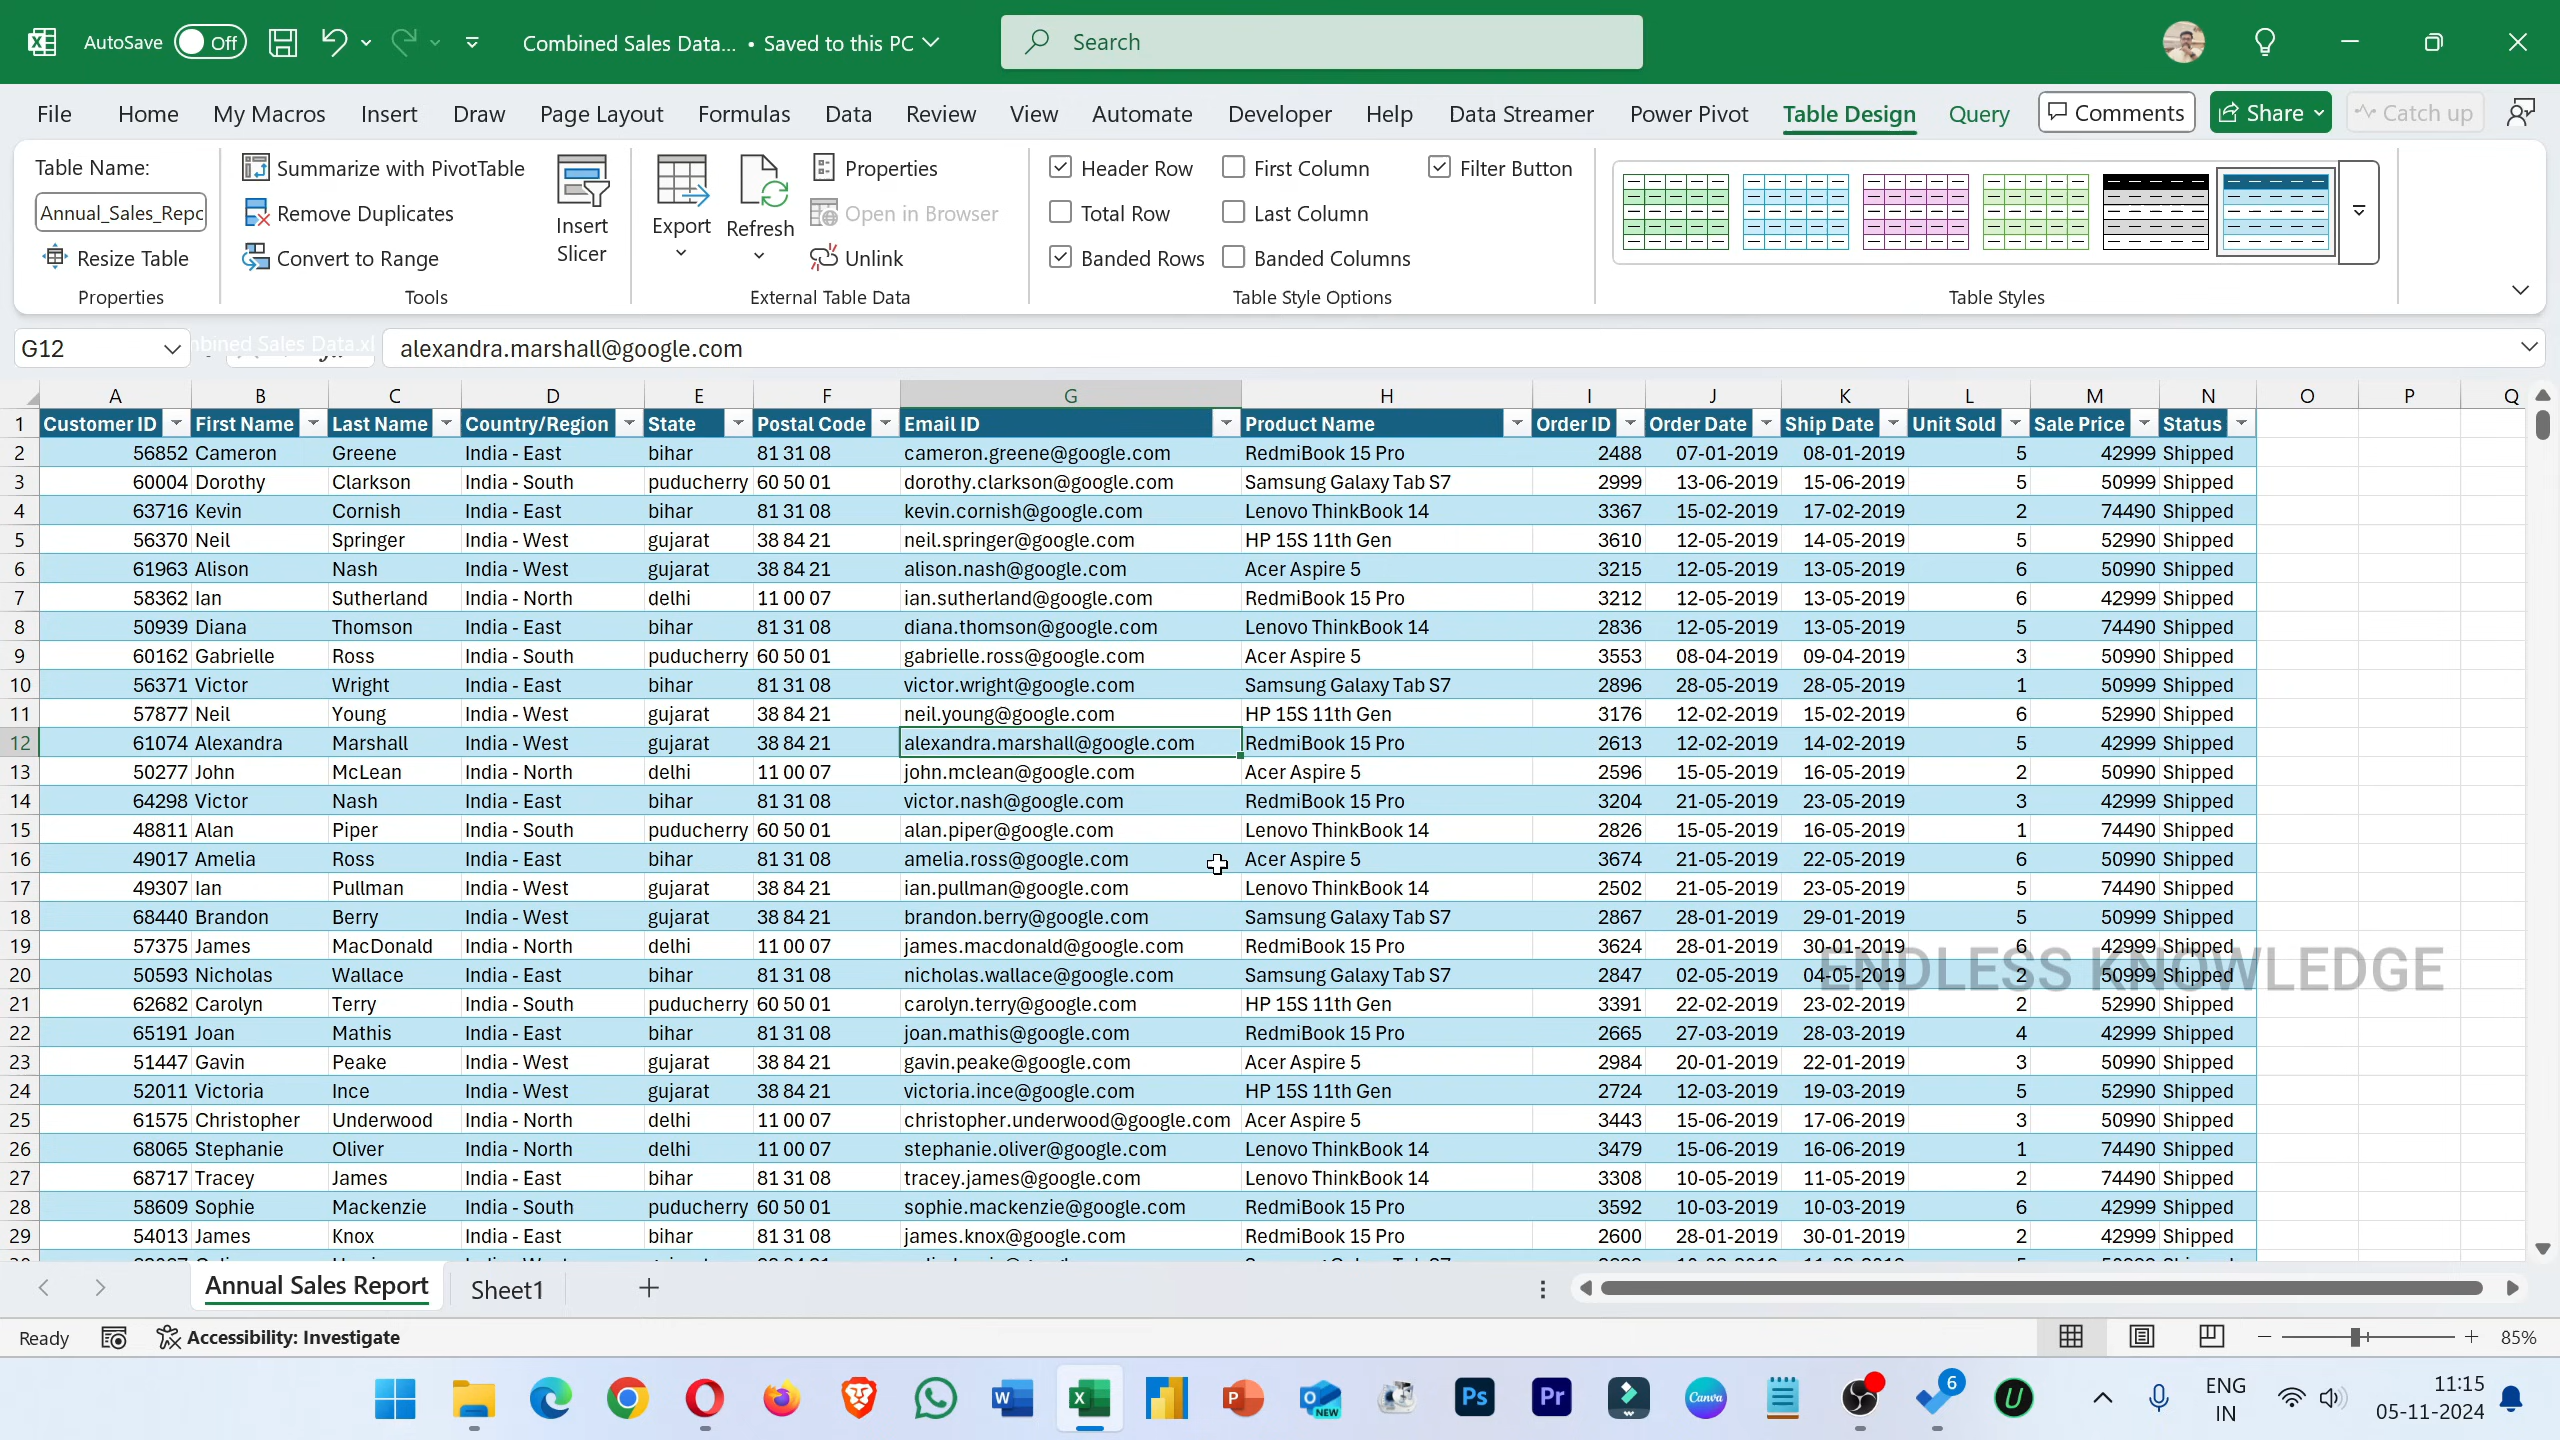 AutoSave Off Combined Sales Data... • Saved to this PC Search
File Home My Macros Insert Draw Page Layout Formulas Data Review View Automate Developer Help Data Streamer Power Pivot Table Design Query Comments Share Catch up
Table Name:
Annual_Sales_Repc
Resize Table
Properties
Summarize with PivotTable
Remove Duplicates
Convert to Range
Tools
Insert Slicer
Export
Refresh
Properties
Open in Browser
Unlink
External Table Data
Header Row First Column Filter Button
Total Row Last Column
Banded Rows Banded Columns
Table Style Options
Table Styles
G12 alexandra.marshall@google.com
A B C D E F G H I J K L M N O P Q
1 Customer ID First Name Last Name Country/Region State Postal Code Email ID Product Name Order ID Order Date Ship Date Unit Sold Sale Price Status
2 56852 Cameron Greene India - East bihar 81 31 08 cameron.greene@google.com RedmiBook 15 Pro 2488 07-01-2019 08-01-2019 5 42999 Shipped
3 60004 Dorothy Clarkson India - South puducherry 60 50 01 dorothy.clarkson@google.com Samsung Galaxy Tab S7 2999 13-06-2019 15-06-2019 5 50999 Shipped
4 63716 Kevin Cornish India - East bihar 81 31 08 kevin.cornish@google.com Lenovo ThinkBook 14 3367 15-02-2019 17-02-2019 2 74490 Shipped
5 56370 Neil Springer India - West gujarat 38 84 21 neil.springer@google.com HP 15S 11th Gen 3610 12-05-2019 14-05-2019 5 52990 Shipped
6 61963 Alison Nash India - West gujarat 38 84 21 alison.nash@google.com Acer Aspire 5 3215 12-05-2019 13-05-2019 6 50990 Shipped
7 58362 Ian Sutherland India - North delhi 11 00 07 ian.sutherland@google.com RedmiBook 15 Pro 3212 12-05-2019 13-05-2019 6 42999 Shipped
8 50939 Diana Thomson India - East bihar 81 31 08 diana.thomson@google.com Lenovo ThinkBook 14 2836 12-05-2019 13-05-2019 5 74490 Shipped
9 60162 Gabrielle Ross India - South puducherry 60 50 01 gabrielle.ross@google.com Acer Aspire 5 3553 08-04-2019 09-04-2019 3 50990 Shipped
10 56371 Victor Wright India - East bihar 81 31 08 victor.wright@google.com Samsung Galaxy Tab S7 2896 28-05-2019 28-05-2019 1 50999 Shipped
11 57877 Neil Young India - West gujarat 38 84 21 neil.young@google.com HP 15S 11th Gen 3176 12-02-2019 15-02-2019 6 52990 Shipped
12 61074 Alexandra Marshall India - West gujarat 38 84 21 alexandra.marshall@google.com RedmiBook 15 Pro 2613 12-02-2019 14-02-2019 5 42999 Shipped
13 50277 John McLean India - North delhi 11 00 07 john.mclean@google.com Acer Aspire 5 2596 15-05-2019 16-05-2019 2 50990 Shipped
14 64298 Victor Nash India - East bihar 81 31 08 victor.nash@google.com RedmiBook 15 Pro 3204 21-05-2019 23-05-2019 3 42999 Shipped
15 48811 Alan Piper India - South puducherry 60 50 01 alan.piper@google.com Lenovo ThinkBook 14 2826 15-05-2019 16-05-2019 1 74490 Shipped
16 49017 Amelia Ross India - East bihar 81 31 08 amelia.ross@google.com Acer Aspire 5 3674 21-05-2019 22-05-2019 6 50990 Shipped
17 49307 Ian Pullman India - West gujarat 38 84 21 ian.pullman@google.com Lenovo ThinkBook 14 2502 21-05-2019 23-05-2019 5 74490 Shipped
18 68440 Brandon Berry India - West gujarat 38 84 21 brandon.berry@google.com Samsung Galaxy Tab S7 2867 28-01-2019 29-01-2019 5 50999 Shipped
19 57375 James MacDonald India - North delhi 11 00 07 james.macdonald@google.com RedmiBook 15 Pro 3624 28-01-2019 30-01-2019 6 42999 Shipped
20 50593 Nicholas Wallace India - East bihar 81 31 08 nicholas.wallace@google.com Samsung Galaxy Tab S7 2847 02-05-2019 04-05-2019 2 50999 Shipped
ENDLESS KNOWLEDGE
21 62682 Carolyn Terry India - South puducherry 60 50 01 carolyn.terry@google.com HP 15S 11th Gen 3391 22-02-2019 23-02-2019 2 52990 Shipped
22 65191 Joan Mathis India - East bihar 81 31 08 joan.mathis@google.com RedmiBook 15 Pro 2665 27-03-2019 28-03-2019 4 42999 Shipped
23 51447 Gavin Peake India - West gujarat 38 84 21 gavin.peake@google.com Acer Aspire 5 2984 20-01-2019 22-01-2019 3 50990 Shipped
24 52011 Victoria Ince India - West gujarat 38 84 21 victoria.ince@google.com HP 15S 11th Gen 2724 12-03-2019 19-03-2019 5 52990 Shipped
25 61575 Christopher Underwood India - North delhi 11 00 07 christopher.underwood@google.com Acer Aspire 5 3443 15-06-2019 17-06-2019 3 50990 Shipped
26 68065 Stephanie Oliver India - North delhi 11 00 07 stephanie.oliver@google.com Lenovo ThinkBook 14 3479 15-06-2019 16-06-2019 1 74490 Shipped
27 68717 Tracey James India - East bihar 81 31 08 tracey.james@google.com Lenovo ThinkBook 14 3308 10-05-2019 11-05-2019 2 74490 Shipped
28 58609 Sophie Mackenzie India - South puducherry 60 50 01 sophie.mackenzie@google.com RedmiBook 15 Pro 3592 10-03-2019 10-03-2019 6 42999 Shipped
29 54013 James Knox India - East bihar 81 31 08 james.knox@google.com RedmiBook 15 Pro 2600 28-01-2019 30-01-2019 2 42999 Shipped
Annual Sales Report Sheet1
Ready Accessibility: Investigate 85%
W P NEW Ps Pr Canva 6 U ENG IN 11:15
05-11-2024